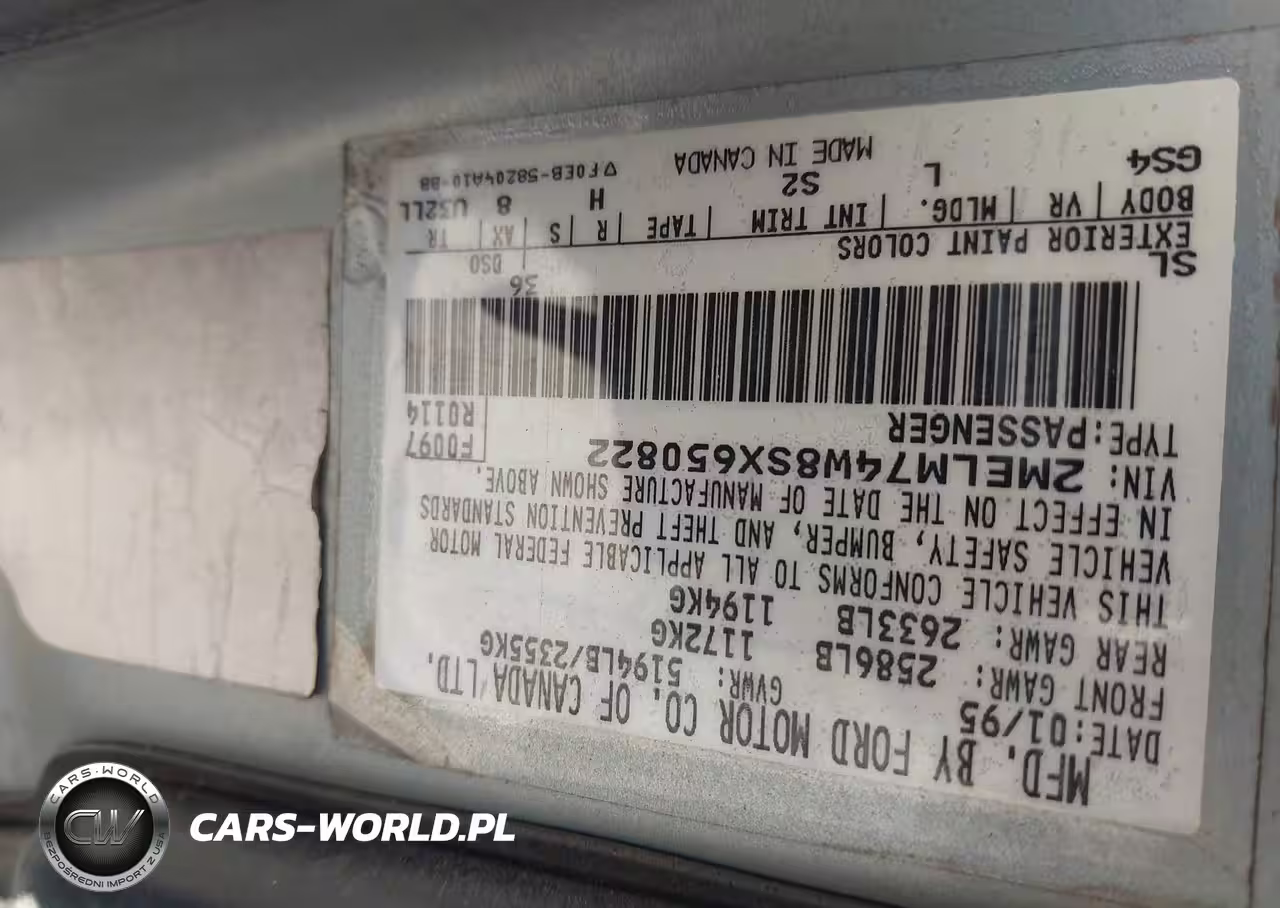 MFD. BY FORD MOTOR CO. OF CANADA LTD.
DATE: 01/95 GVWR: 5194LB/2355KG
FRONT GAWR: 2586LB 1172KG
REAR GAWR: 2633LB 1194KG
THIS VEHICLE CONFORMS TO ALL APPLICABLE FEDERAL MOTOR
VEHICLE SAFETY, BUMPER, AND THEFT PREVENTION STANDARDS
IN EFFECT ON THE DATE OF MANUFACTURE SHOWN ABOVE.
VIN: 2MELM74W8SX650822 F0097
TYPE: PASSENGER R0114
SL 36
EXTERIOR PAINT COLORS DSO
BODY VR MLDG. INT TRIM TAPE R S AX TR
GS4 L S2 H 8 U32LL
MADE IN CANADA ▽F0EB-58204A10-BB
CARS-WORLD
CW
BEZPOŚREDNI IMPORT Z USA
CARS-WORLD.PL